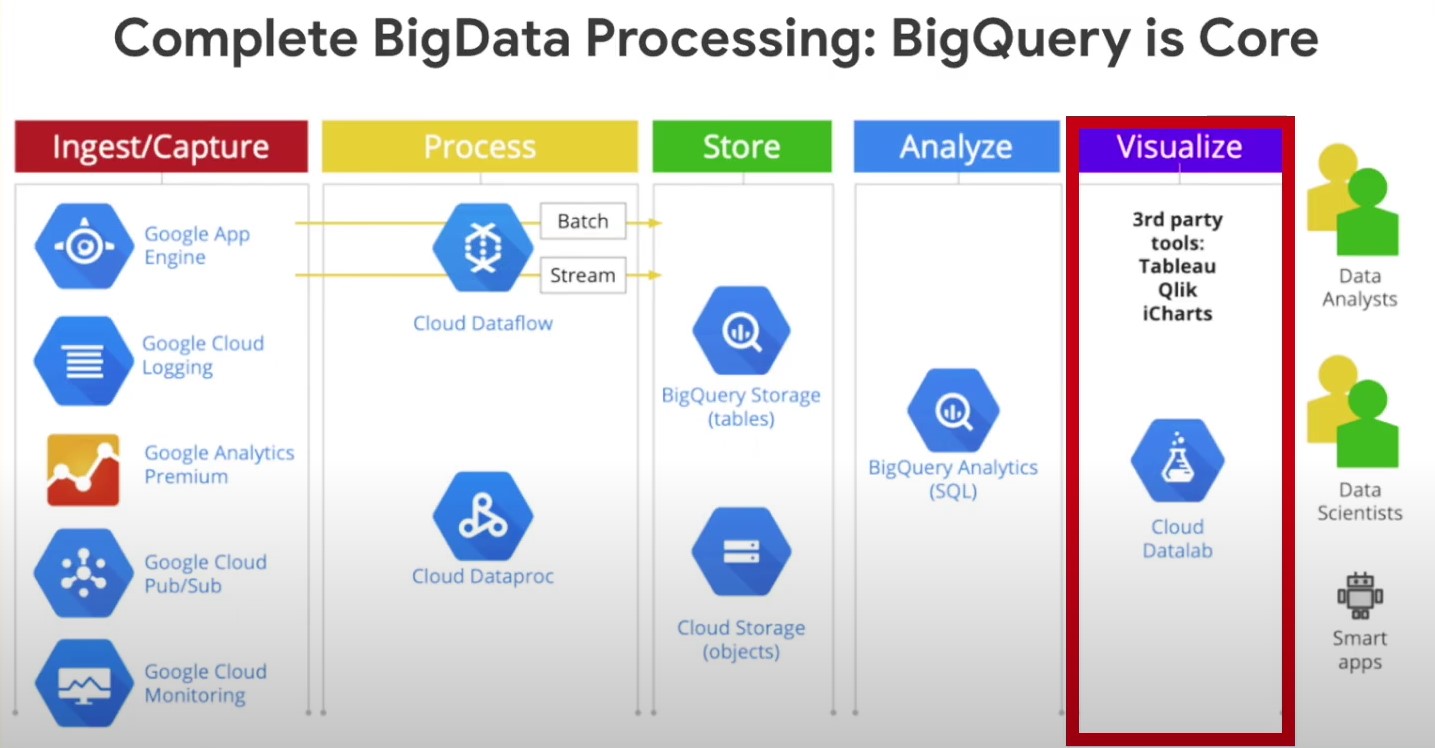 Complete BigData Processing: BigQuery is Core
Ingest/Capture
Google App
Engine
Google Cloud
Logging
Google Analytics
Premium
Google Cloud
Pub/Sub
Google Cloud
Monitoring
Process
Batch
Stream
Cloud Dataflow
Cloud Dataproc
Store
BigQuery Storage
(tables)
Cloud Storage
(objects)
Analyze
BigQuery Analytics
(SQL)
Visualize
3rd party
tools:
Tableau
Qlik
iCharts
Cloud
Datalab
Data
Analysts
Data
Scientists
Smart
apps